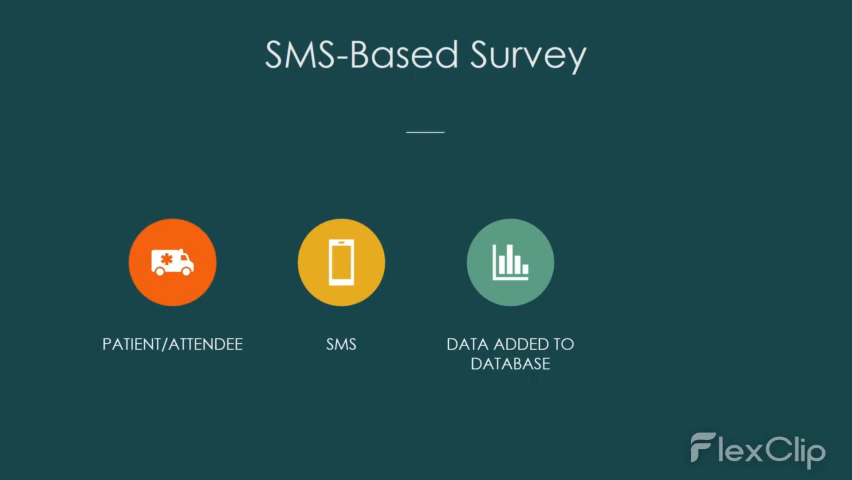 SMS-Based Survey
PATIENT/ATTENDEE
SMS
DATA ADDED TO
DATABASE
FlexClip